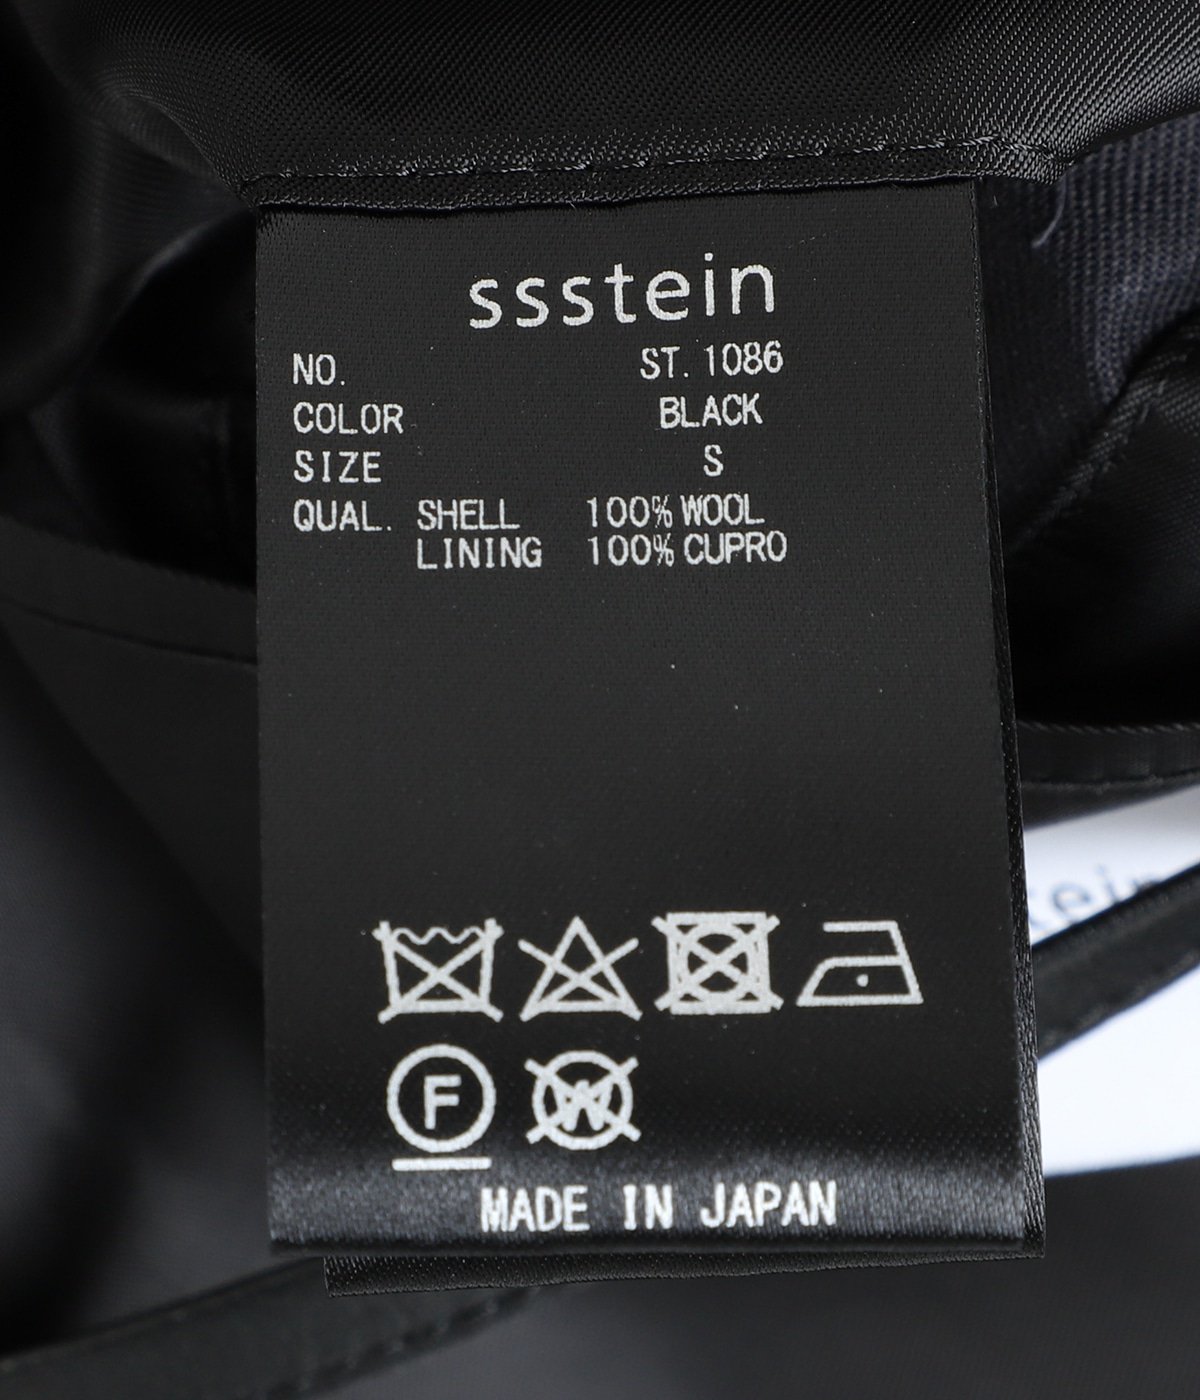 ssstein
NO. ST. 1086
COLOR BLACK
SIZE S
QUAL. SHELL 100% WOOL
LINING 100% CUPRO
F W
MADE IN JAPAN